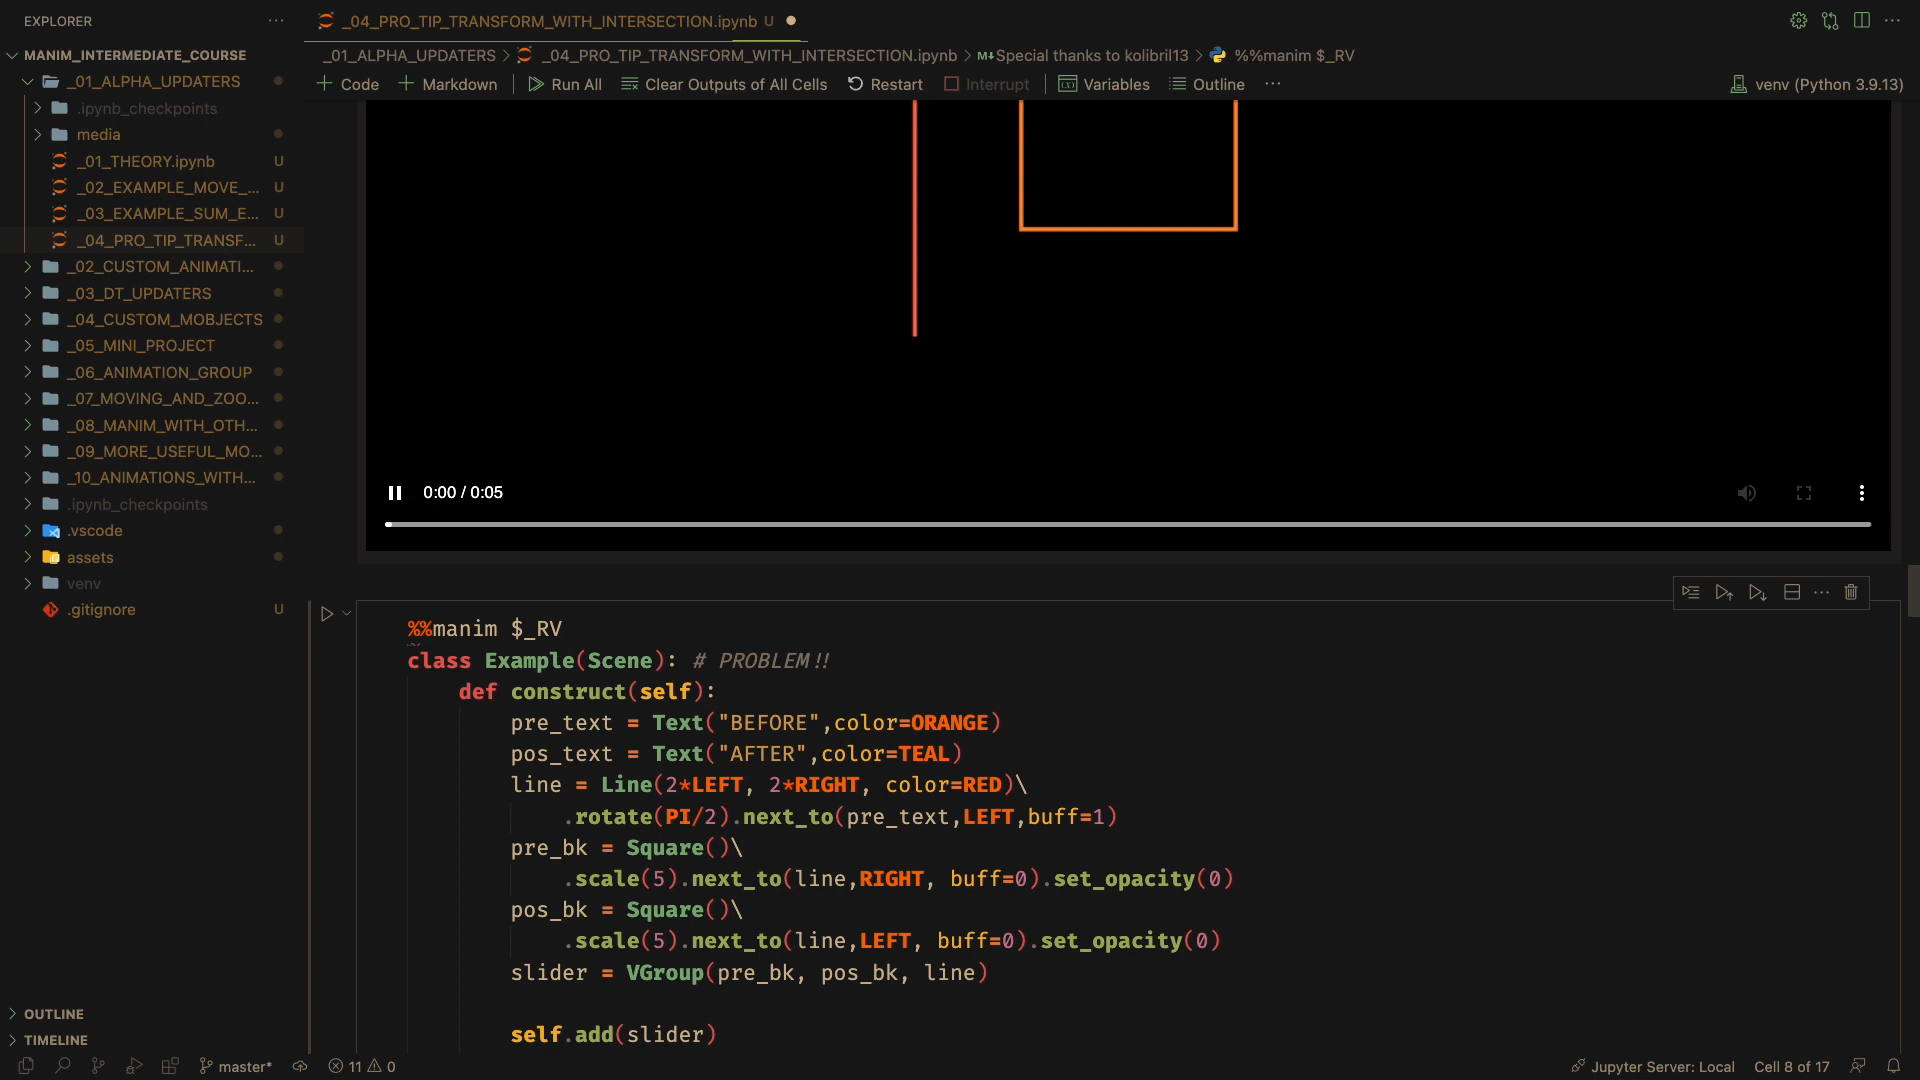 EXPLORER
_04_PRO_TIP_TRANSFORM_WITH_INTERSECTION.ipynb U
MANIM_INTERMEDIATE_COURSE
_01_ALPHA_UPDATERS > _04_PRO_TIP_TRANSFORM_WITH_INTERSECTION.ipynb > M↓Special thanks to kolibril13 > %%manim $_RV
Code Markdown Run All Clear Outputs of All Cells Restart Interrupt Variables Outline ··· venv (Python 3.9.13)
_01_ALPHA_UPDATERS
.ipynb_checkpoints
media
_01_THEORY.ipynb U
_02_EXAMPLE_MOVE_... U
_03_EXAMPLE_SUM_E... U
_04_PRO_TIP_TRANSF... U
_02_CUSTOM_ANIMATI...
_03_DT_UPDATERS
_04_CUSTOM_MOBJECTS
_05_MINI_PROJECT
_06_ANIMATION_GROUP
_07_MOVING_AND_ZOO...
_08_MANIM_WITH_OTH...
_09_MORE_USEFUL_MO...
_10_ANIMATIONS_WITH...
.ipynb_checkpoints
.vscode
assets
venv
.gitignore U
0:00 / 0:05
%%manim $_RV
class Example(Scene): # PROBLEM!!
def construct(self):
pre_text = Text("BEFORE",color=ORANGE)
pos_text = Text("AFTER",color=TEAL)
line = Line(2*LEFT, 2*RIGHT, color=RED)\
.rotate(PI/2).next_to(pre_text,LEFT,buff=1)
pre_bk = Square()\
.scale(5).next_to(line,RIGHT, buff=0).set_opacity(0)
pos_bk = Square()\
.scale(5).next_to(line,LEFT, buff=0).set_opacity(0)
slider = VGroup(pre_bk, pos_bk, line)
self.add(slider)
OUTLINE
TIMELINE
master* 11 0 Jupyter Server: Local Cell 8 of 17